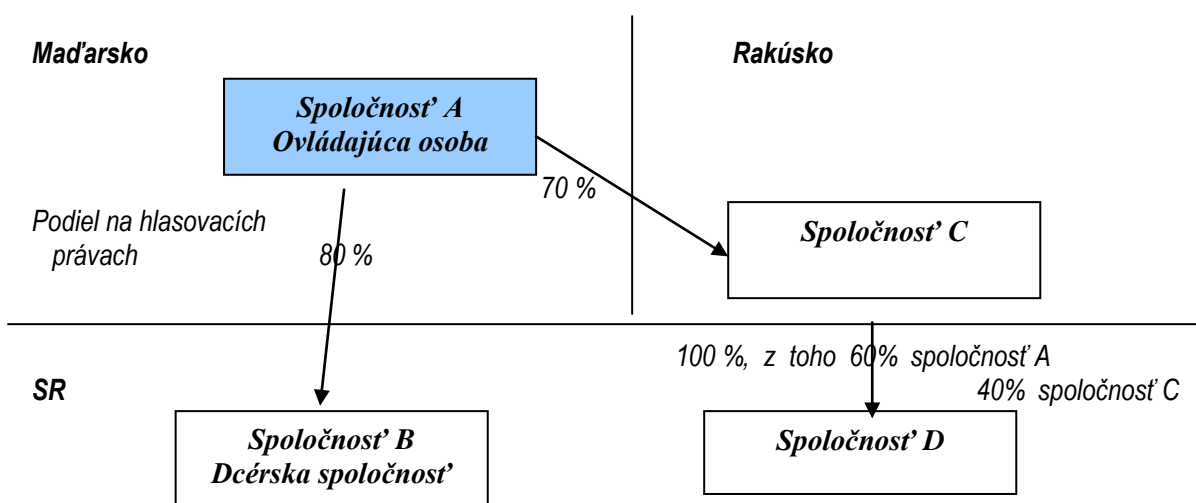 Maďarsko
Rakúsko
Spoločnosť A
Ovládajúca osoba
70 %
Podiel na hlasovacích
právach
80 %
Spoločnosť C
100 %, z toho 60% spoločnosť A
40% spoločnosť C
SR
Spoločnosť B
Dcérska spoločnosť
Spoločnosť D